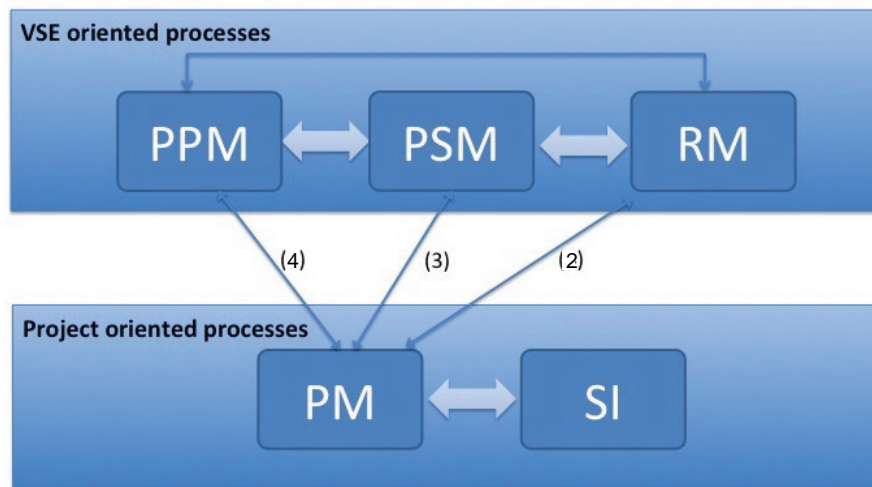 VSE oriented processes
PPM PSM RM
(4) (3) (2)
Project oriented processes
PM SI